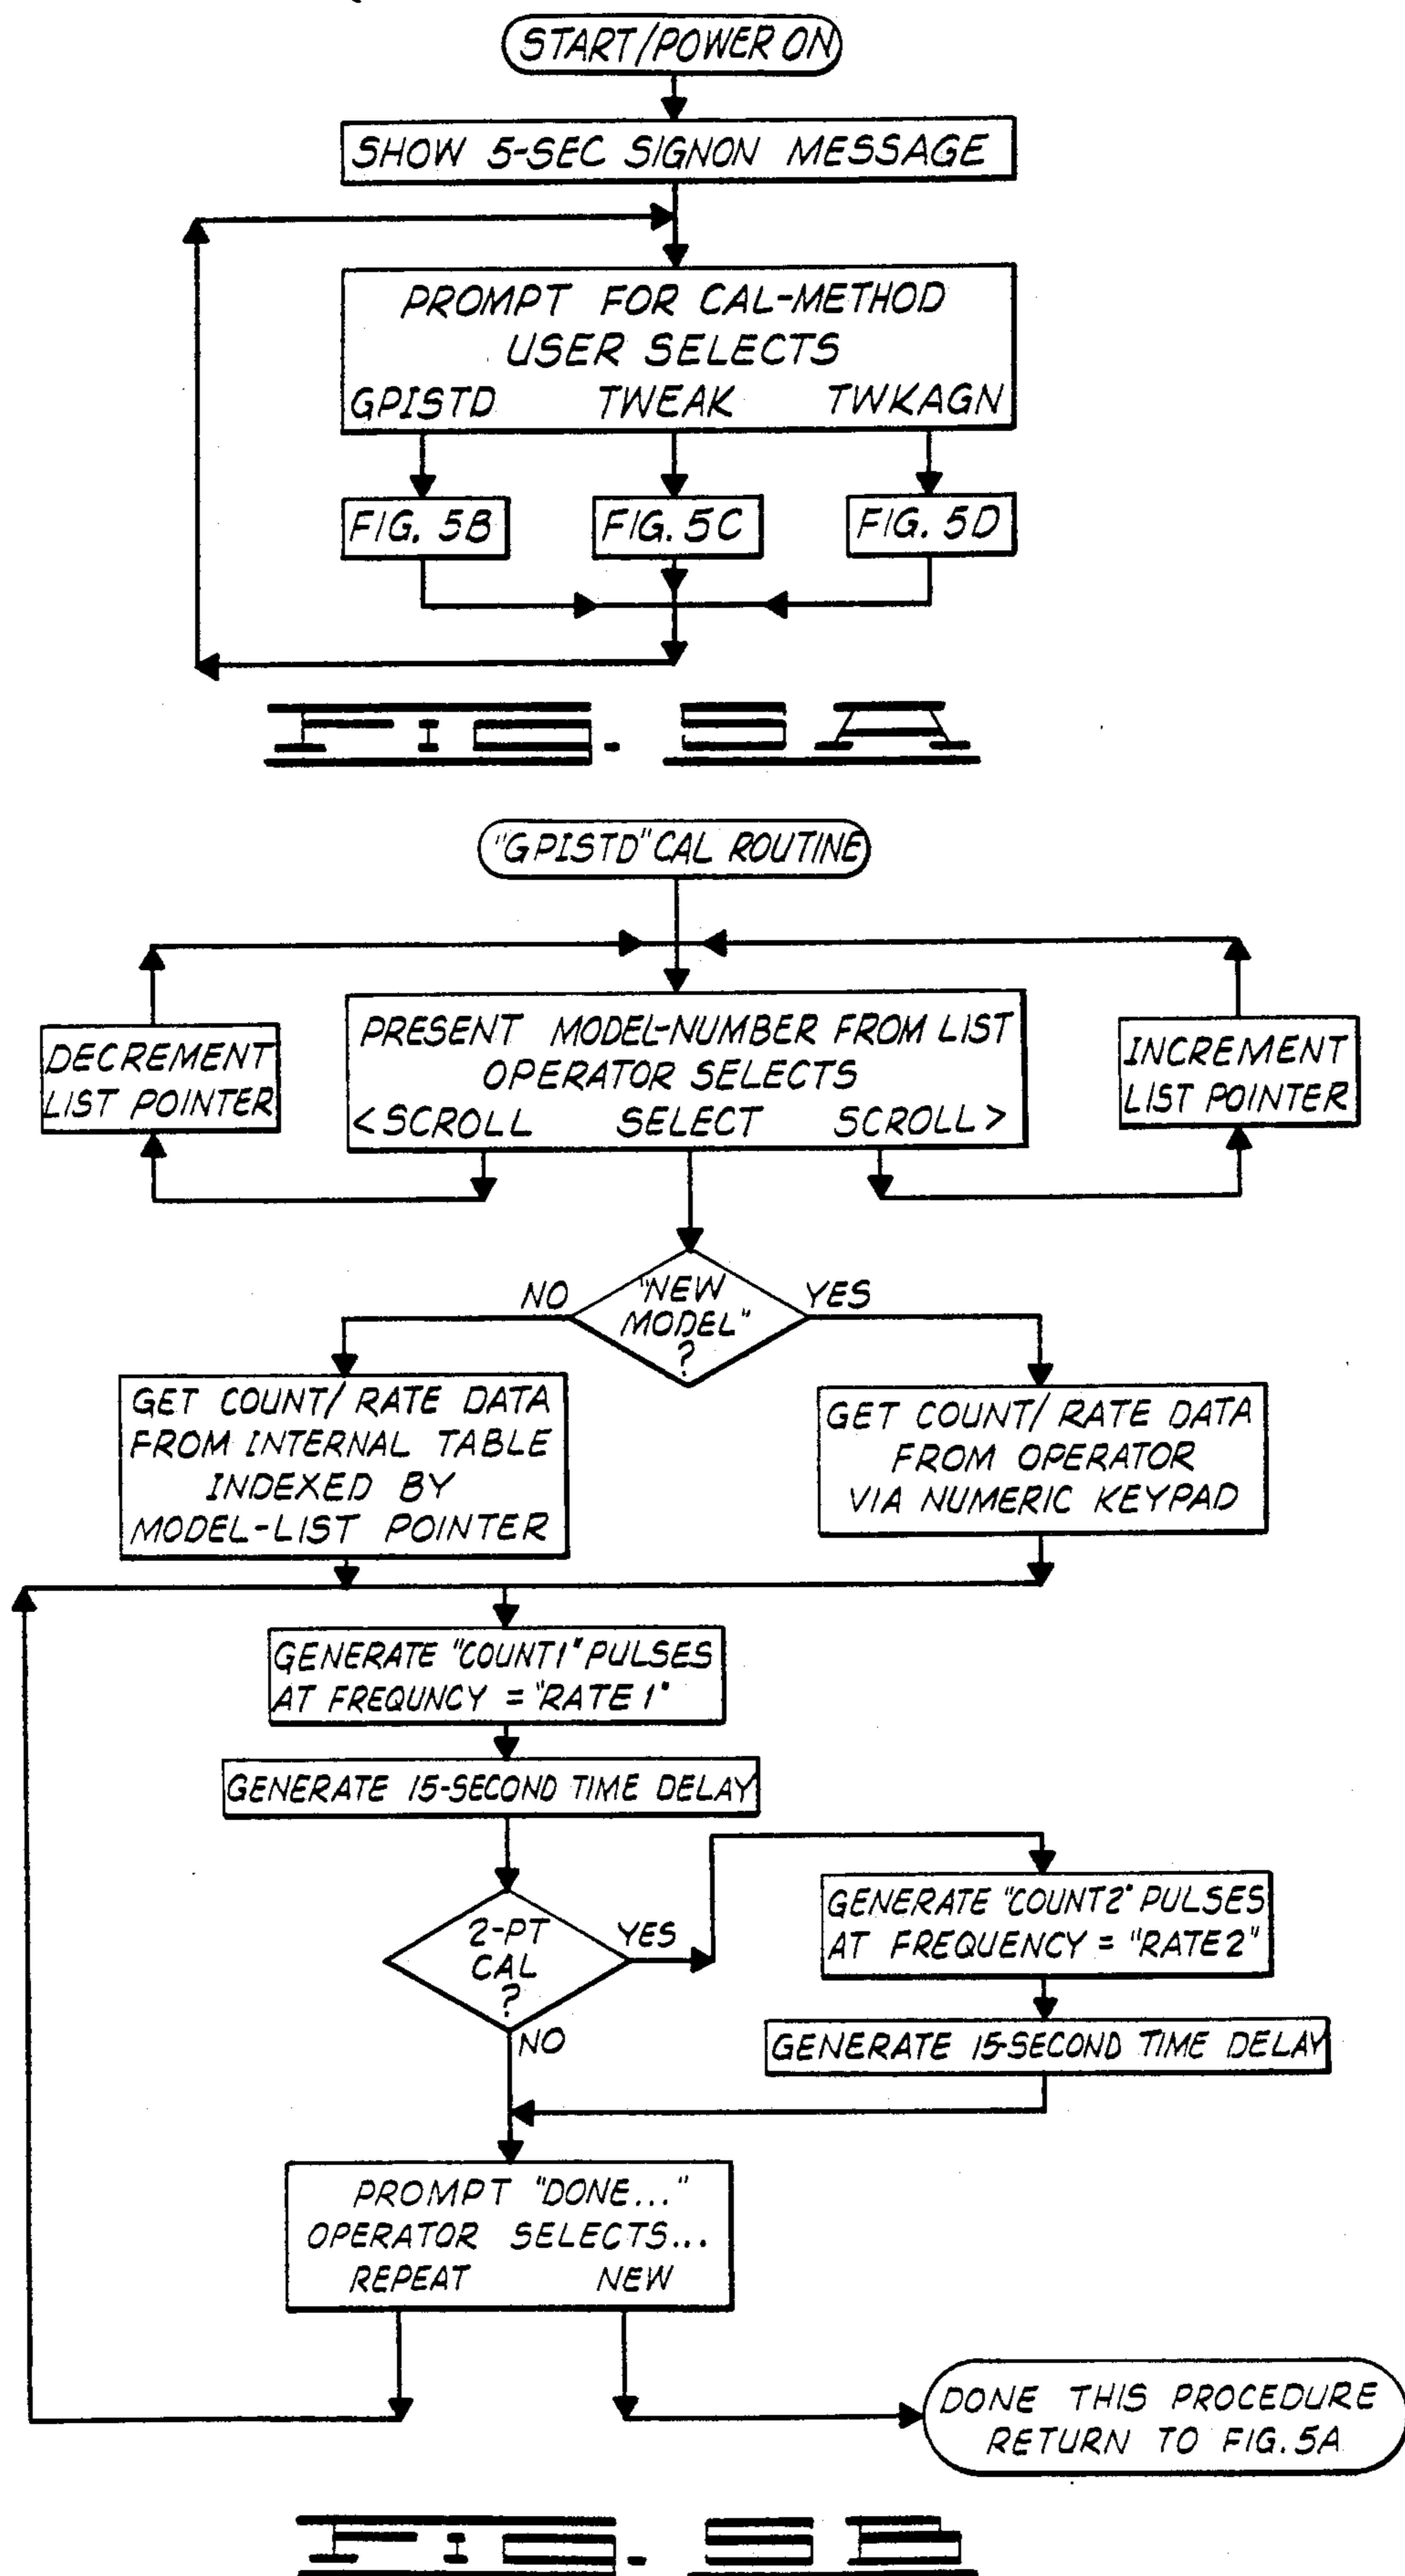 START/POWER ON
SHOW 5-SEC SIGNON MESSAGE
PROMPT FOR CAL-METHOD
USER SELECTS
GPISTD TWEAK TWKAGN
FIG. 5B FIG. 5C FIG. 5D
FIG. 5A
"GPISTD" CAL ROUTINE
PRESENT MODEL-NUMBER FROM LIST
OPERATOR SELECTS
<SCROLL SELECT SCROLL>
DECREMENT
LIST POINTER
INCREMENT
LIST POINTER
"NEW
MODEL"
?
NO
YES
GET COUNT/RATE DATA
FROM INTERNAL TABLE
INDEXED BY
MODEL-LIST POINTER
GET COUNT/RATE DATA
FROM OPERATOR
VIA NUMERIC KEYPAD
GENERATE "COUNT1" PULSES
AT FREQUNCY = "RATE 1"
GENERATE 15-SECOND TIME DELAY
2-PT
CAL
?
YES
NO
GENERATE "COUNT2" PULSES
AT FREQUENCY = "RATE2"
GENERATE 15-SECOND TIME DELAY
PROMPT "DONE..."
OPERATOR SELECTS...
REPEAT NEW
DONE THIS PROCEDURE
RETURN TO FIG. 5A
FIG. 5B